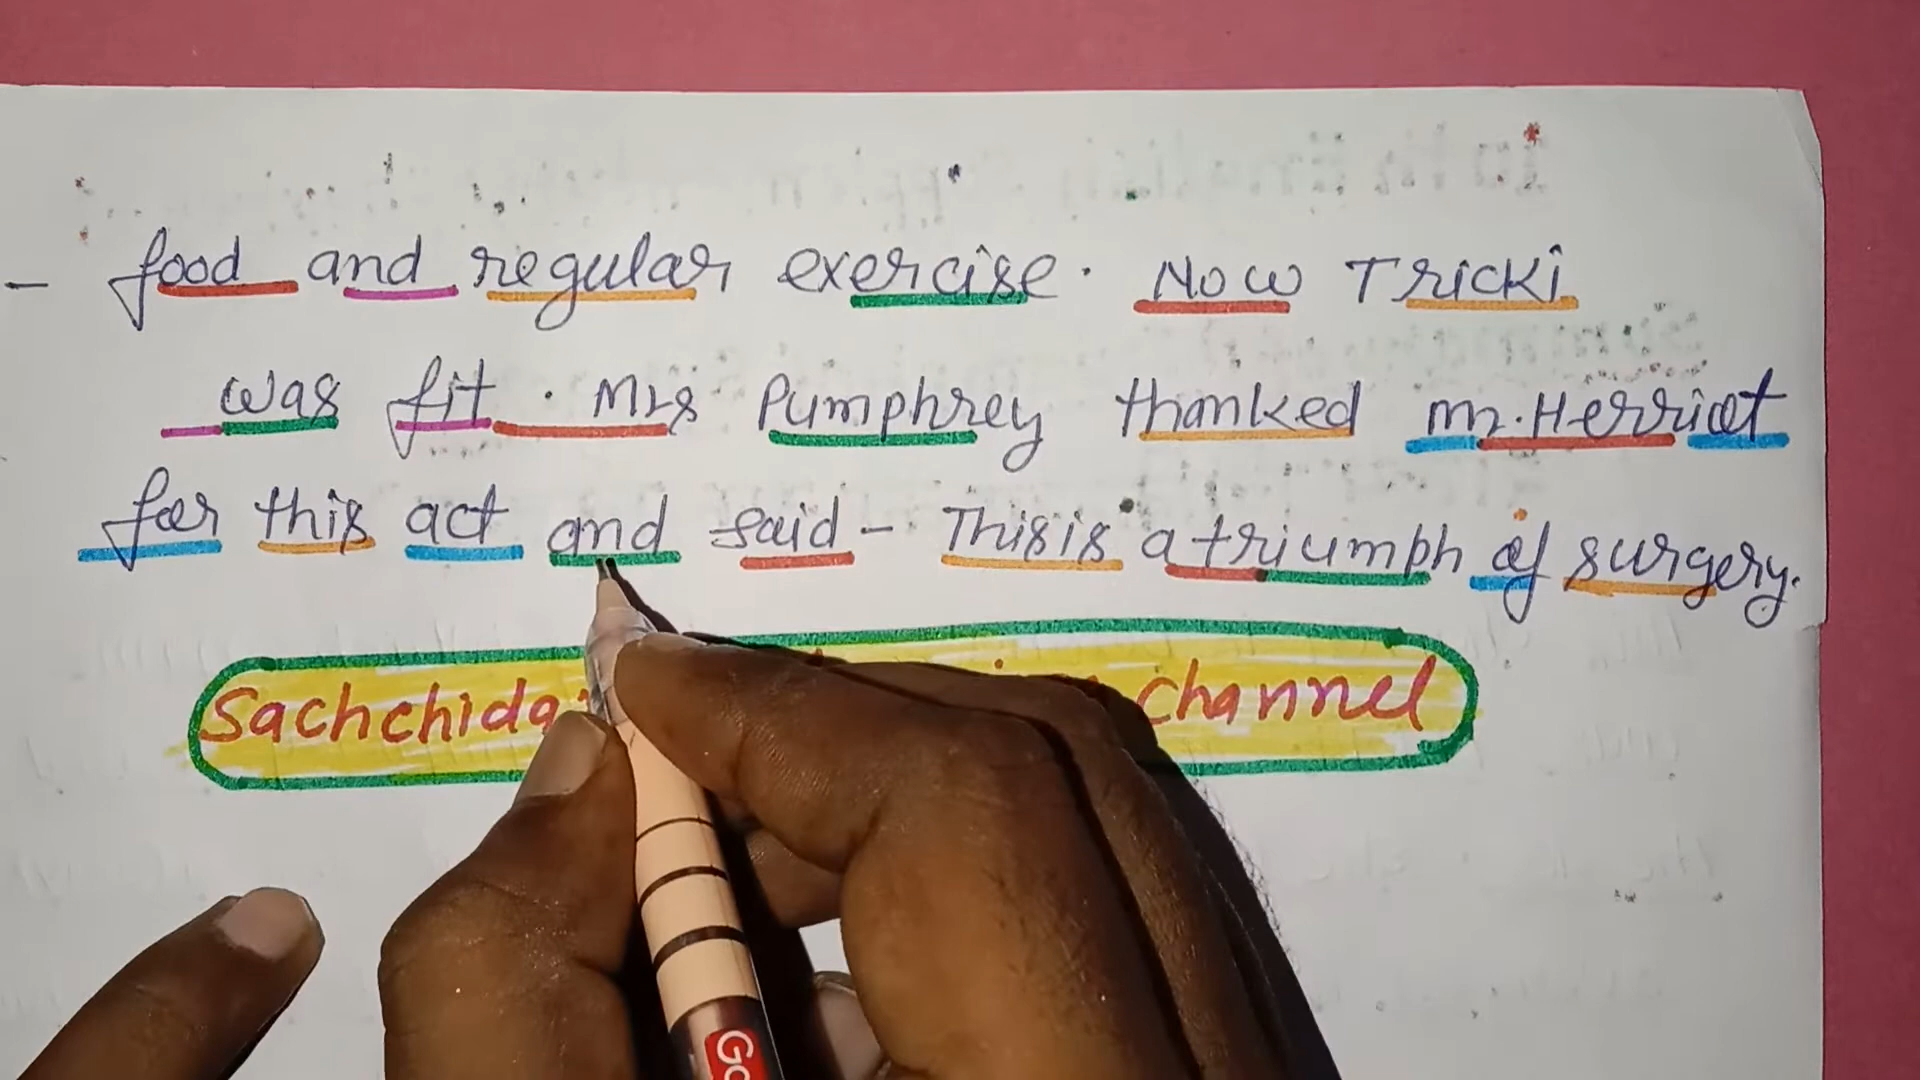 - food and regular exercise. Now Tricki
was fit. Mrs Pumphrey thanked mr. Herriot
for this act and said - This is a triumph of surgery.
channel
Go